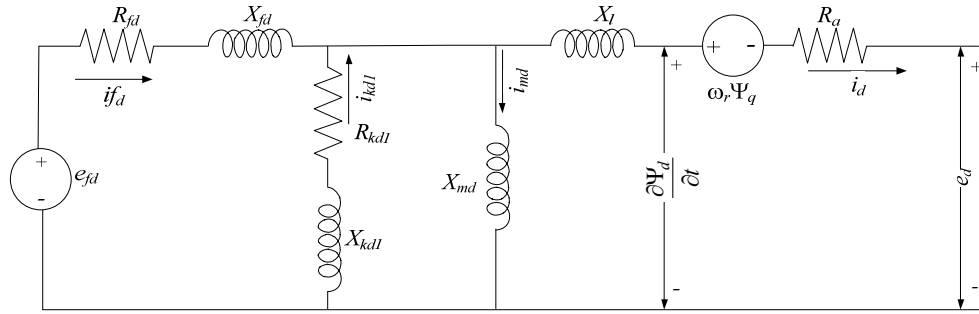 R_fd
X_fd
X_l
R_a
+ -
+
+
if_d
i_kd1
i_md
ω_rΨ_q
i_d
R_kd1
+
e_fd
-
X_md
∂Ψ_d
∂t
e_d
X_kd1
-
-